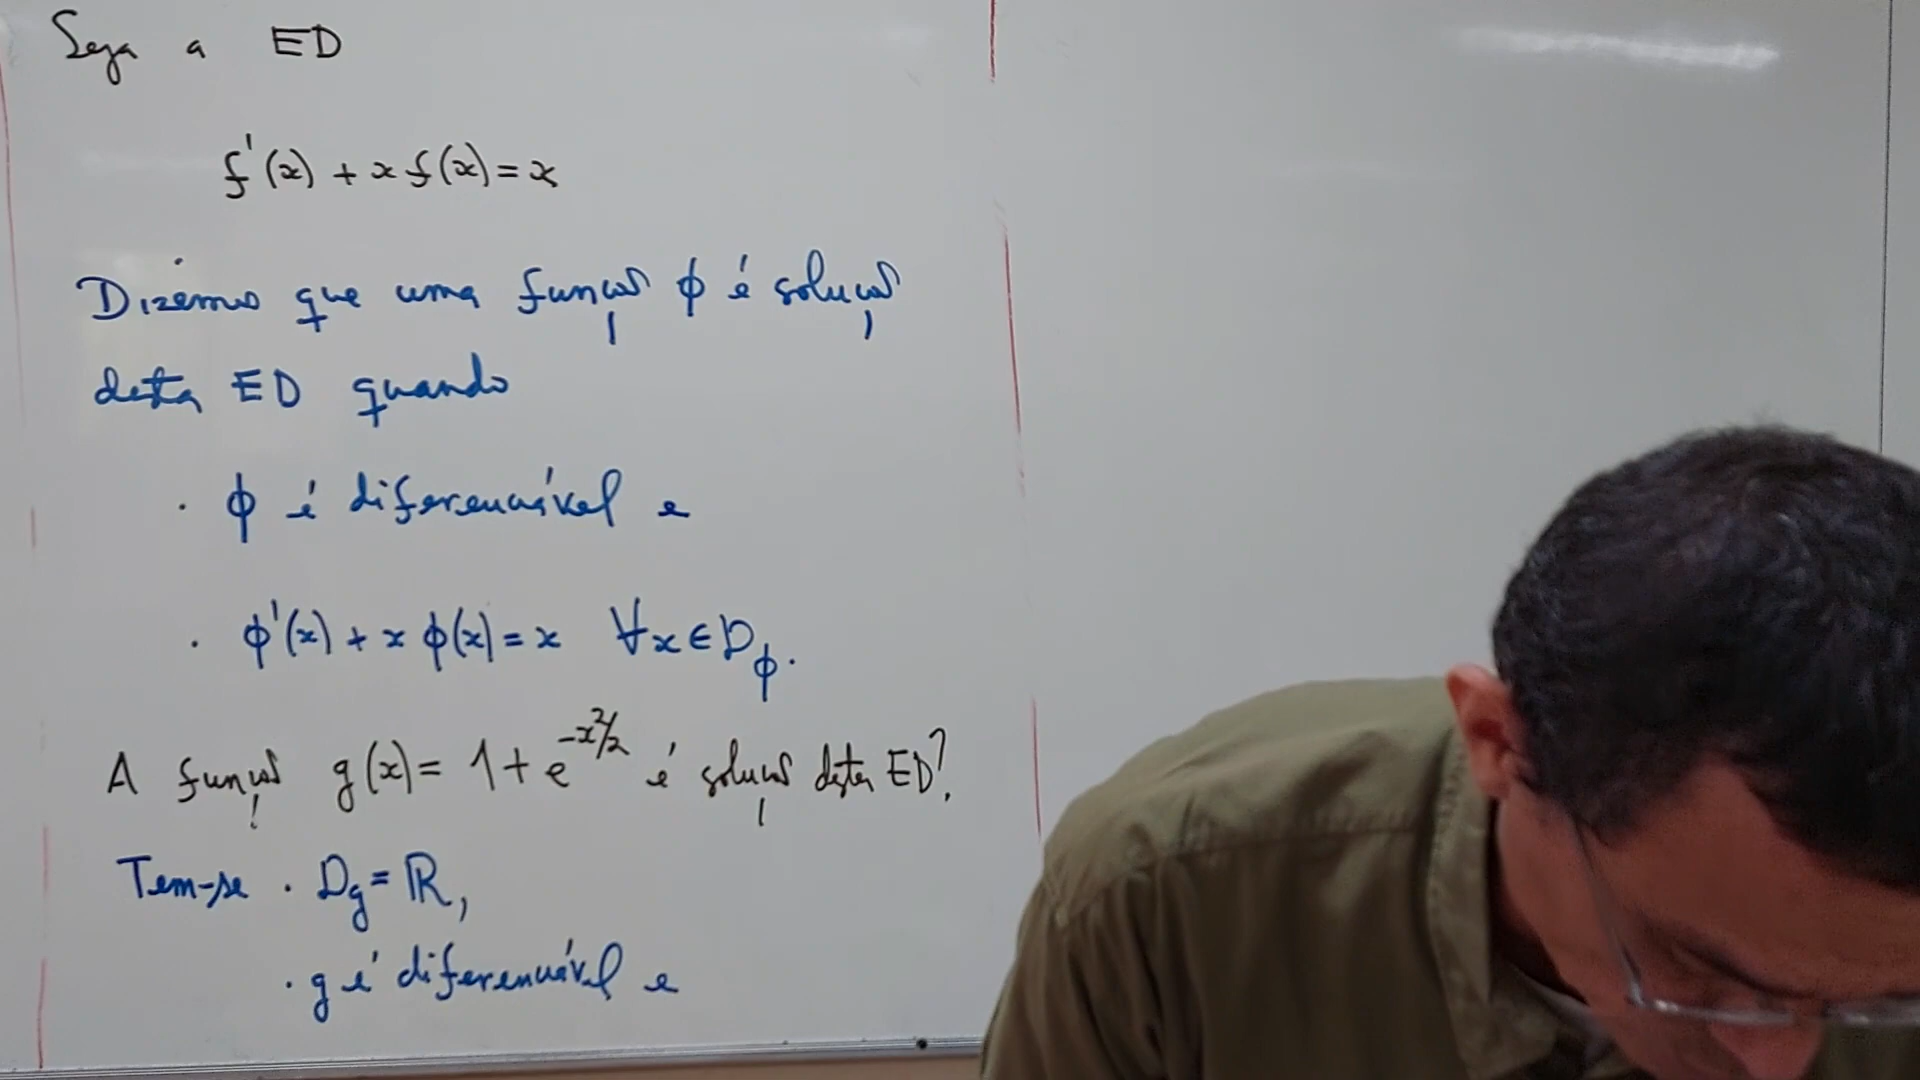 Seja a ED
f'(x) + x f(x) = x
Dizemos que uma função ϕ é solução
desta ED quando
· ϕ é diferenciável e
· ϕ'(x) + x ϕ(x) = x ∀x ∈ D_ϕ.
A função g(x) = 1 + e^{-x²/2} é solução desta ED?
Tem-se · D_g = ℝ,
· g é diferenciável e